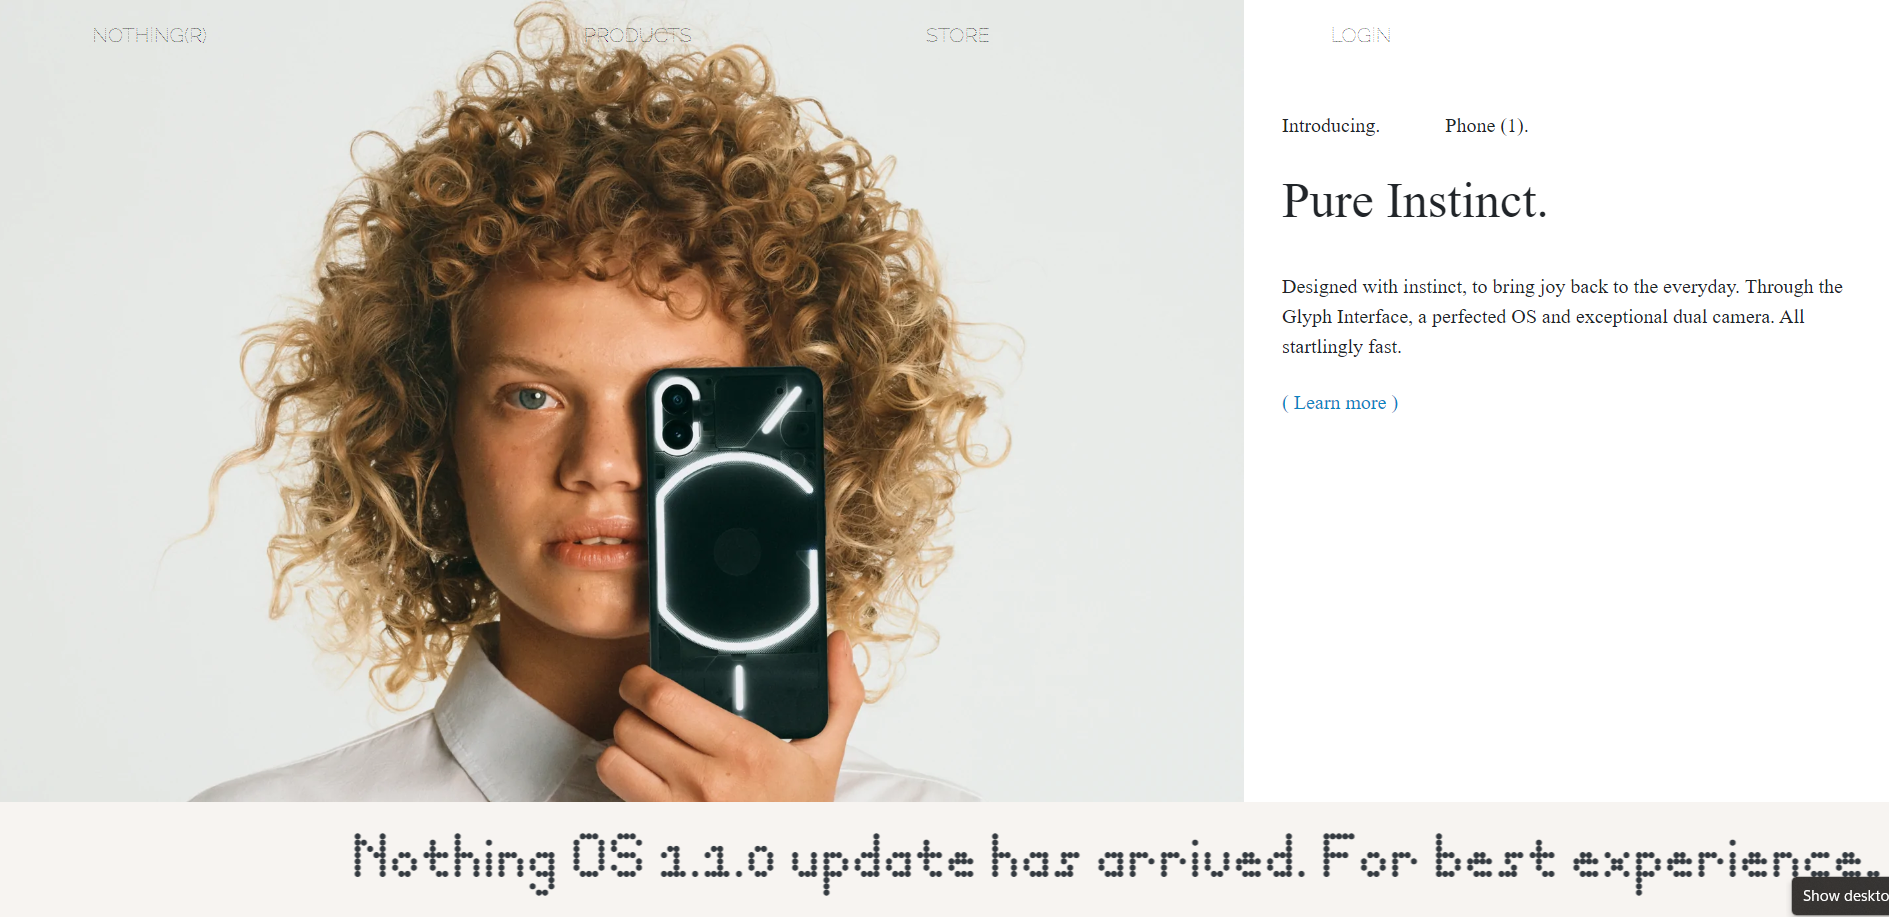 NOTHING(R) PRODUCTS STORE LOGIN
Introducing. Phone (1).
Pure Instinct.
Designed with instinct, to bring joy back to the everyday. Through the
Glyph Interface, a perfected OS and exceptional dual camera. All
startlingly fast.
( Learn more )
Nothing OS 1.1.0 update has arrived. For best experience.
Show deskto